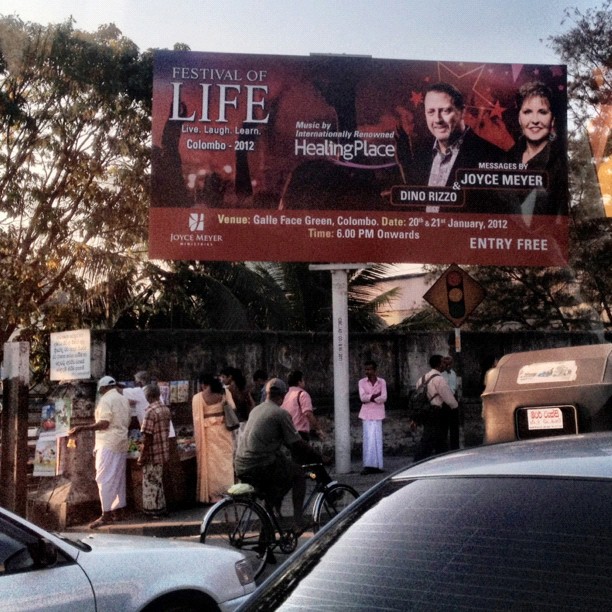 FESTIVAL OF
LIFE
Live. Laugh. Learn.
Colombo - 2012
Music by
Internationally Renowned
HealingPlace
MESSAGES BY
DINO RIZZO
& JOYCE MEYER
JOYCE MEYER
MINISTRIES
Venue: Galle Face Green, Colombo. Date: 20th & 21st January, 2012
Time: 6.00 PM Onwards
ENTRY FREE